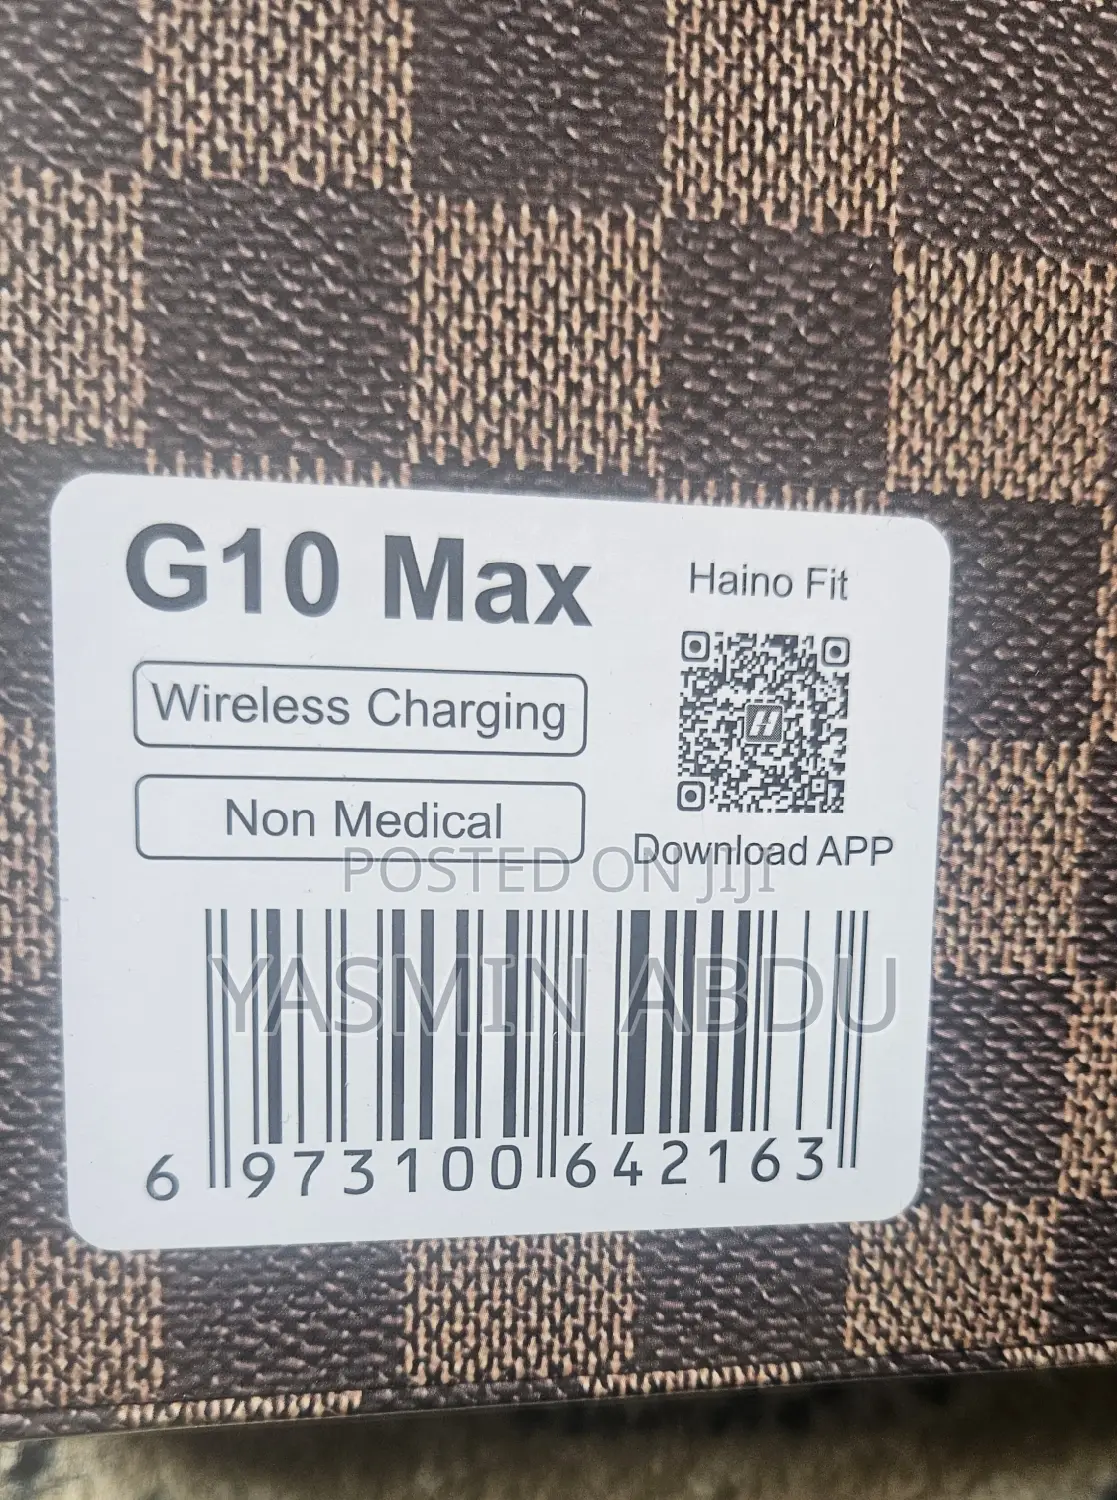 G10 Max
Haino Fit
Wireless Charging
Non Medical
Download APP
POSTED ON JIJI
YASMIN ABDU
6 973100 642163